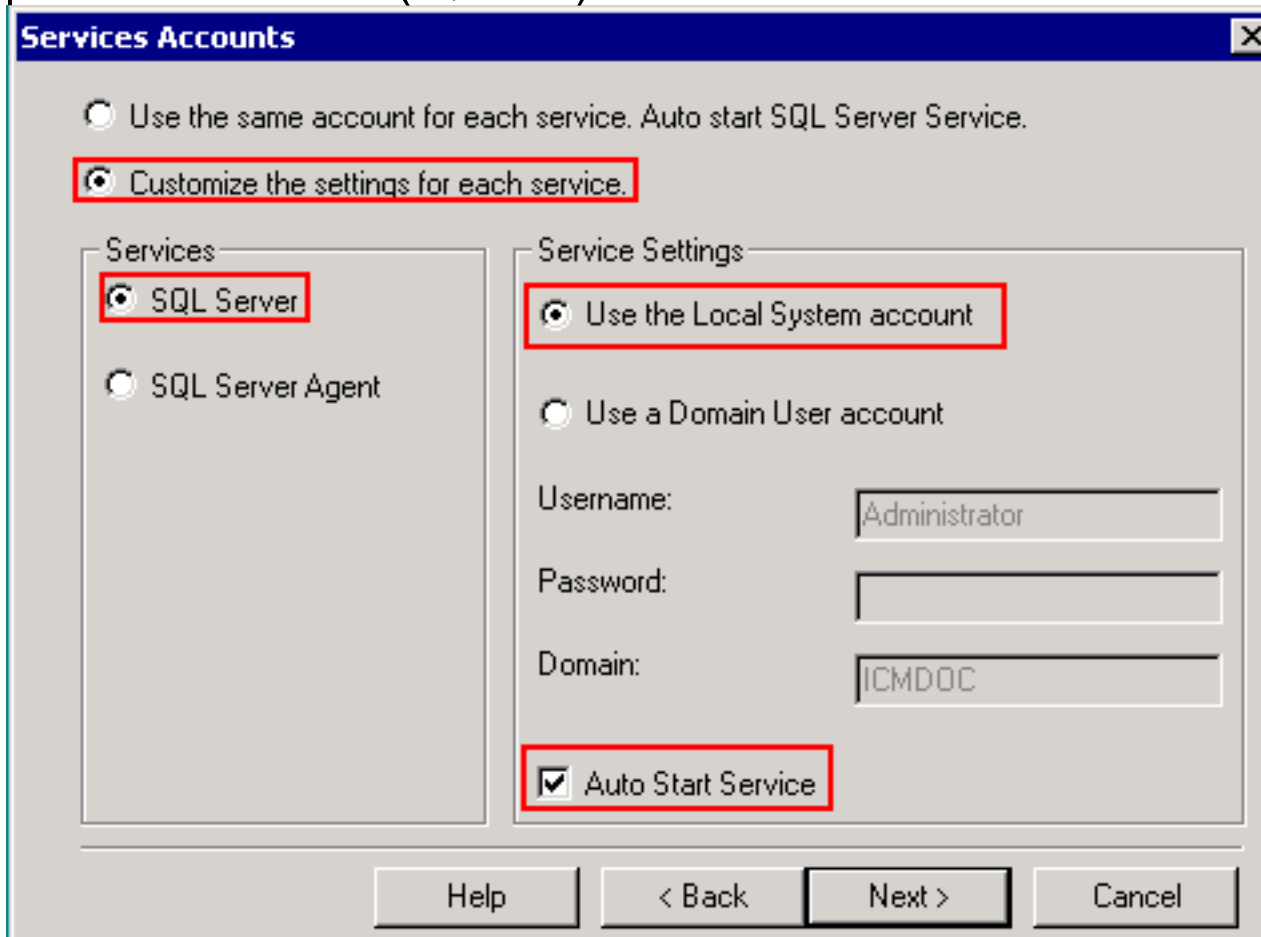 Services Accounts
Use the same account for each service. Auto start SQL Server Service.
Customize the settings for each service.
Services
SQL Server
SQL Server Agent
Service Settings
Use the Local System account
Use a Domain User account
Username:
Administrator
Password:
Domain:
ICMDOC
Auto Start Service
Help
< Back
Next >
Cancel